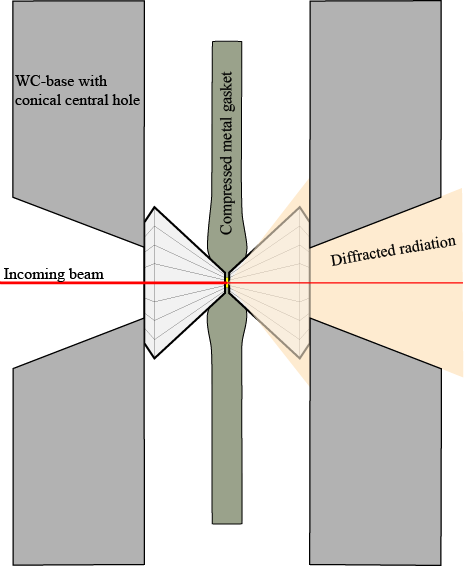 WC-base with
conical central hole
Compressed metal gasket
Diffracted radiation
Incoming beam